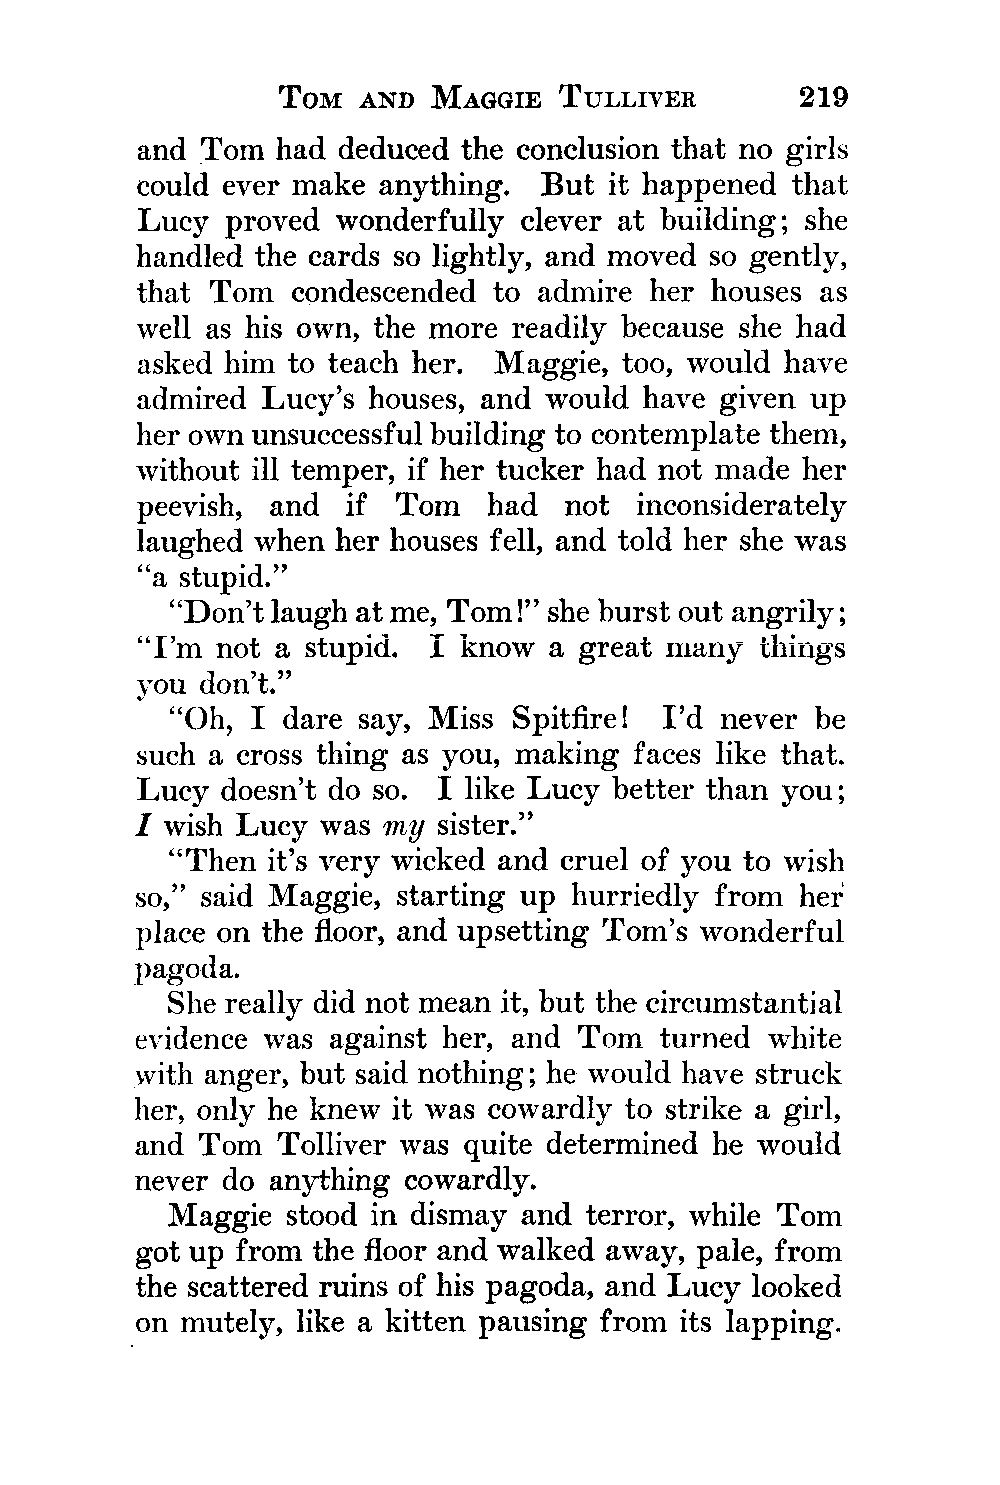 TOM AND MAGGIE TULLIVER 219
and Tom had deduced the conclusion that no girls
could ever make anything. But it happened that
Lucy proved wonderfully clever at building; she
handled the cards so lightly, and moved so gently,
that Tom condescended to admire her houses as
well as his own, the more readily because she had
asked him to teach her. Maggie, too, would have
admired Lucy's houses, and would have given up
her own unsuccessful building to contemplate them,
without ill temper, if her tucker had not made her
peevish, and if Tom had not inconsiderately
laughed when her houses fell, and told her she was
“a stupid.”
“Don't laugh at me, Tom!” she burst out angrily;
“I'm not a stupid. I know a great many things
you don't.”
“Oh, I dare say, Miss Spitfire! I'd never be
such a cross thing as you, making faces like that.
Lucy doesn't do so. I like Lucy better than you;
I wish Lucy was my sister.”
“Then it's very wicked and cruel of you to wish
so,” said Maggie, starting up hurriedly from her
place on the floor, and upsetting Tom's wonderful
pagoda.
She really did not mean it, but the circumstantial
evidence was against her, and Tom turned white
with anger, but said nothing; he would have struck
her, only he knew it was cowardly to strike a girl,
and Tom Tolliver was quite determined he would
never do anything cowardly.
Maggie stood in dismay and terror, while Tom
got up from the floor and walked away, pale, from
the scattered ruins of his pagoda, and Lucy looked
on mutely, like a kitten pausing from its lapping.